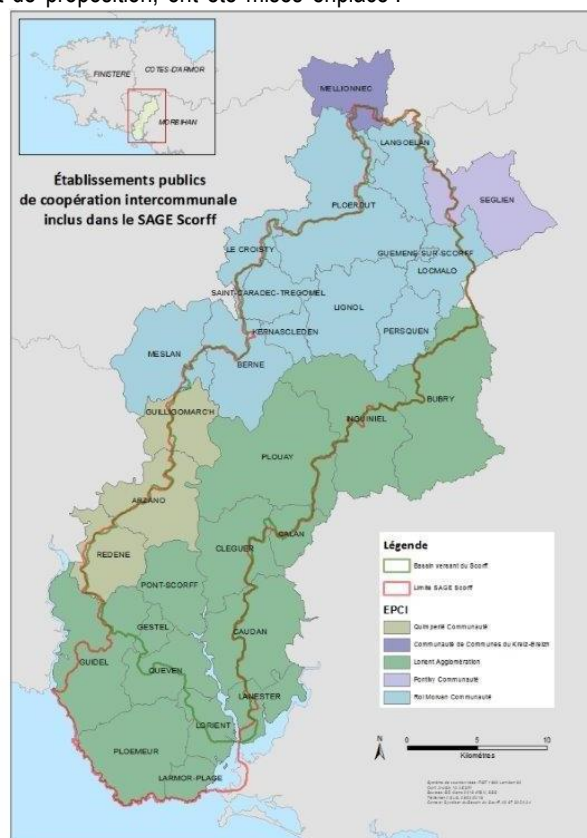 de proposition, ont été mises enplace :
FINISTERE
COTES-D'ARMOR
MORBIHAN
Établissements publics
de coopération intercommunale
inclus dans le SAGE Scorff
MELLIONNEC
LANGOELAN
PLOERDUT
SEGLIEN
LE CROISTY
GUEMENE-SUR-SCORFF
LOCMALO
SAINT-CARADEC-TREGOMEL
LIGNOL
KERNASCLEDEN
PERSQUEN
MESLAN
BERNE
GUILLIGOMARC'H
BUBRY
INGUINIEL
PLOUAY
ARZANO
CALAN
REDENE
CLEGUER
PONT-SCORFF
GESTEL
CAUDAN
GUIDEL
QUEVEN
LANESTER
LORIENT
PLOEMEUR
LARMOR-PLAGE
Légende
Bassin versant du Scorff
Limite SAGE Scorff
EPCI
Quimperlé Communauté
Communauté de Communes du Kreiz-Breizh
Lorient Agglomération
Pontivy Communauté
Roi Morvan Communauté
N
0 5 10
Kilomètres